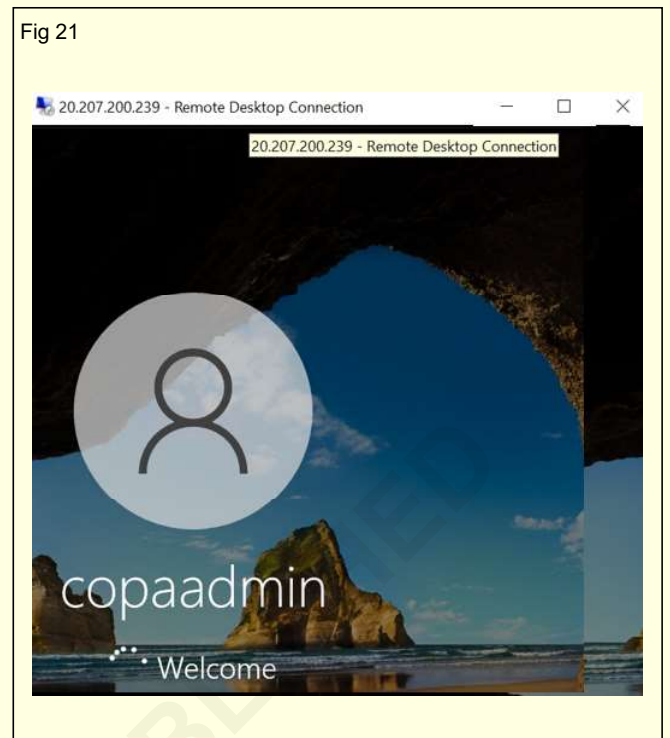 Fig 21
20.207.200.239 - Remote Desktop Connection
20.207.200.239 - Remote Desktop Connection
copaadmin
Welcome